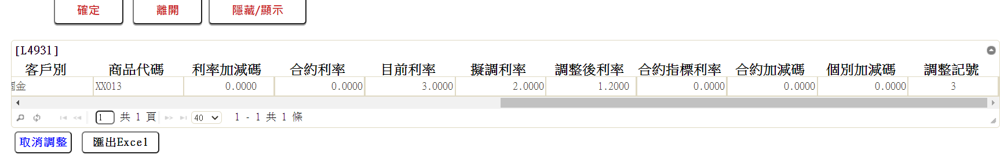 確定 離開 隱藏/顯示
[L4931]
客戶別 商品代碼 利率加減碼 合約利率 目前利率 擬調利率 調整後利率 合約指標利率 合約加減碼 個別加減碼 調整記號
金 XX013 0.0000 0.0000 3.0000 2.0000 1.2000 0.0000 0.0000 0.0000 3
1 共 1 頁 40 1 - 1 共 1 條
取消調整 匯出Excel